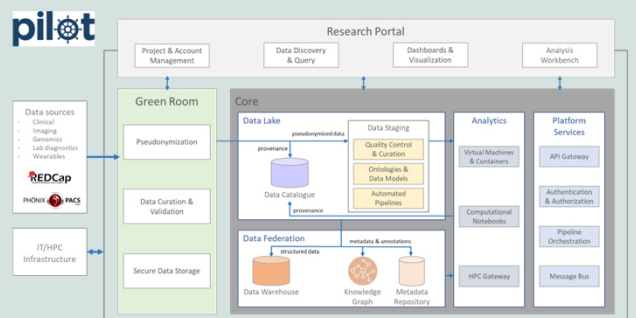 pilot
Research Portal
Project & Account
Management
Data Discovery
& Query
Dashboards &
Visualization
Analysis
Workbench
Data sources
- Clinical
- Imaging
- Genomics
- Lab diagnostics
- Wearables
REDCap
PHÖNIX PACS
IT/HPC
Infrastructure
Green Room
Pseudonymization
Data Curation &
Validation
Secure Data Storage
Core
Data Lake
pseudonymized data
provenance
Data Catalogue
provenance
Data Staging
Quality Control
& Curation
Ontologies &
Data Models
Automated
Pipelines
Data Federation
metadata & annotations
structured data
Data Warehouse
Knowledge
Graph
Metadata
Repository
Analytics
Virtual Machines
& Containers
Computational
Notebooks
HPC Gateway
Platform
Services
API Gateway
Authentication
& Authorization
Pipeline
Orchestration
Message Bus